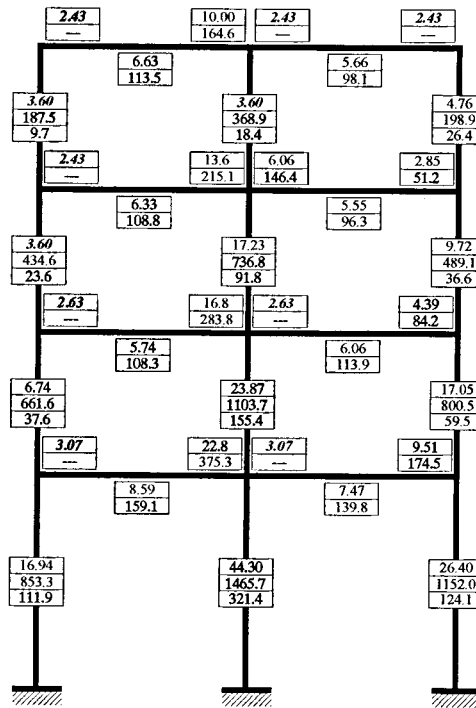 2.43 10.00 2.43 2.43
--- 164.6 --- ---
6.63 5.66
113.5 98.1
3.60 3.60 4.76
187.5 368.9 198.9
9.7 18.4 26.4
2.43 13.6 6.06 2.85
--- 215.1 146.4 51.2
6.33 5.55
108.8 96.3
3.60 17.23 9.72
434.6 736.8 489.1
23.6 91.8 36.6
2.63 16.8 2.63 4.39
--- 283.8 --- 84.2
5.74 6.06
108.3 113.9
6.74 23.87 17.05
661.6 1103.7 800.5
37.6 155.4 59.5
3.07 22.8 3.07 9.51
--- 375.3 --- 174.5
8.59 7.47
159.1 139.8
16.94 44.30 26.40
853.3 1465.7 1152.0
111.9 321.4 124.1